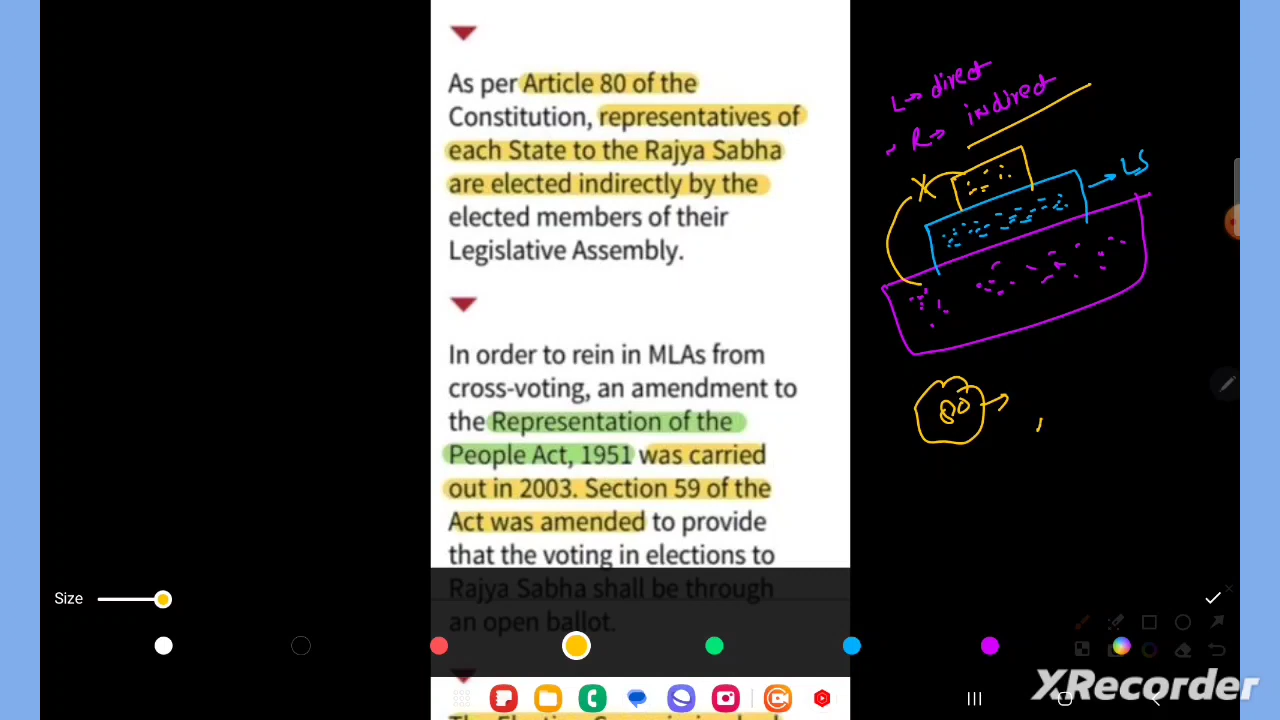 As per Article 80 of the
Constitution, representatives of
each State to the Rajya Sabha
are elected indirectly by the
elected members of their
Legislative Assembly.
In order to rein in MLAs from
cross-voting, an amendment to
the Representation of the
People Act, 1951 was carried
out in 2003. Section 59 of the
Act was amended to provide
that the voting in elections to
Rajya Sabha shall be through
an open ballot.
L→ direct
R→ indirect
X
→ LS
80 →
Size
XRecorder